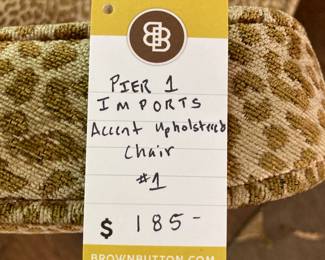 PIER 1
IMPORTS
Accent Upholstered
Chair
#1
$ 185-
BROWNBUTTON.COM